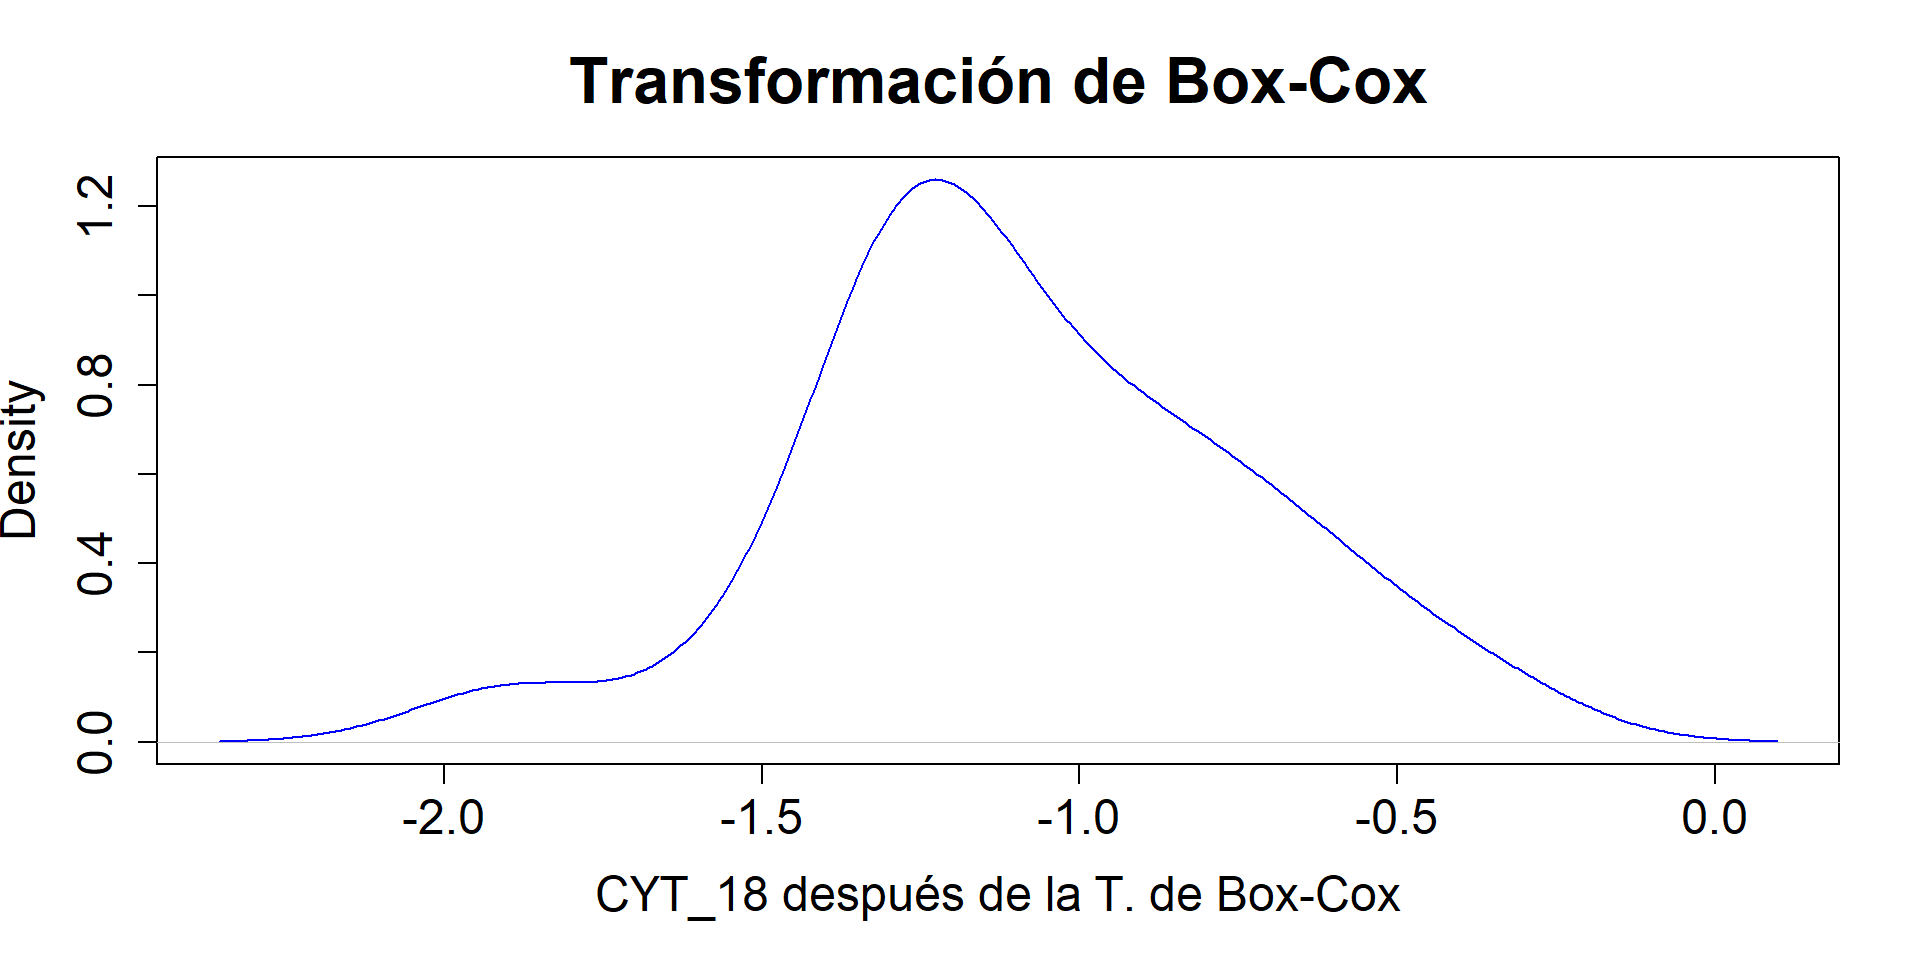 Transformación de Box-Cox
Density
1.2
0.8
0.4
0.0
-2.0 -1.5 -1.0 -0.5 0.0
CYT_18 después de la T. de Box-Cox